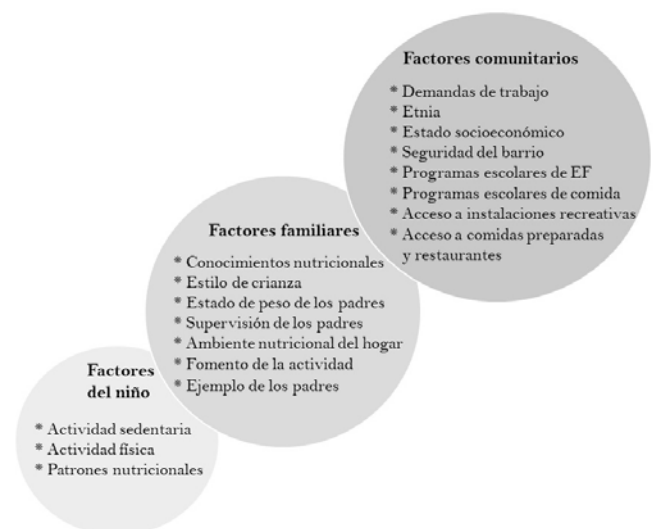 Factores comunitarios
* Demandas de trabajo
* Etnia
* Estado socioeconómico
* Seguridad del barrio
* Programas escolares de EF
* Programas escolares de comida
* Acceso a instalaciones recreativas
* Acceso a comidas preparadas
y restaurantes
Factores familiares
* Conocimientos nutricionales
* Estilo de crianza
* Estado de peso de los padres
* Supervisión de los padres
* Ambiente nutricional del hogar
* Fomento de la actividad
* Ejemplo de los padres
Factores
del niño
* Actividad sedentaria
* Actividad física
* Patrones nutricionales